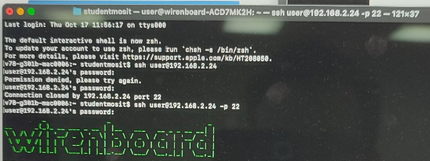 studentmosit — user@wirenboard-ACD7MK2H: ~ — ssh user@192.168.2.24 -p 22 — 121×37
Last login: Thu Oct 17 11:56:17 on ttys000
The default interactive shell is now zsh.
To update your account to use zsh, please run `chsh -s /bin/zsh`.
For more details, please visit https://support.apple.com/kb/HT208050.
v78-g301b-mac0006:~ studentmosit$ ssh user@192.168.2.24
user@192.168.2.24's password:
Permission denied, please try again.
user@192.168.2.24's password:
Connection closed by 192.168.2.24 port 22
v78-g301b-mac0006:~ studentmosit$ ssh user@192.168.2.24 -p 22
user@192.168.2.24's password:
wirenboard